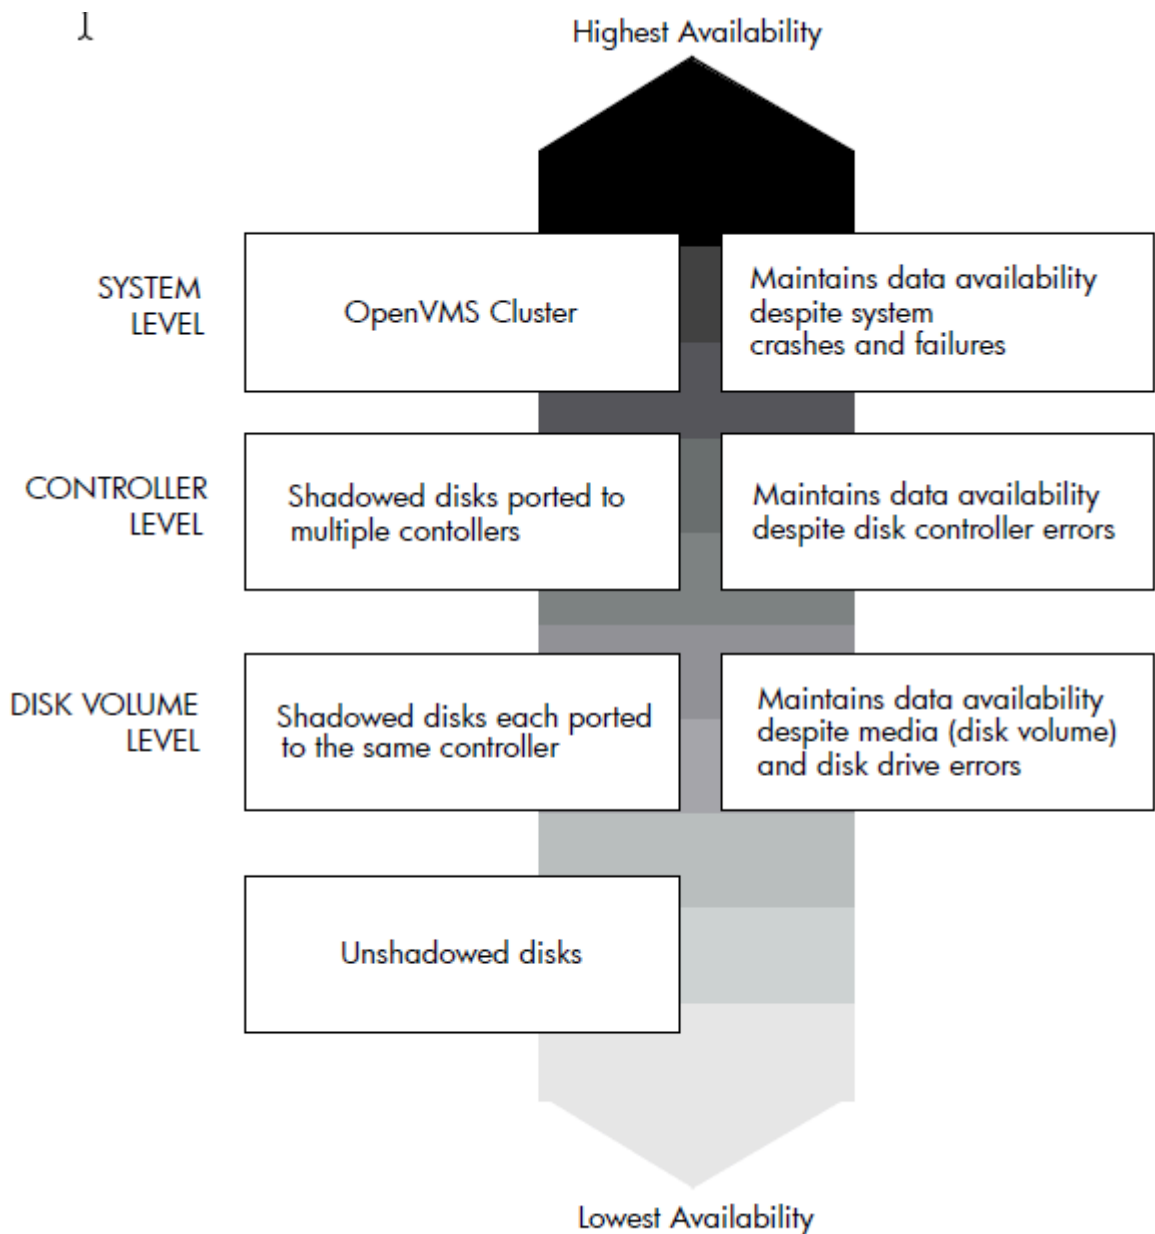 Highest Availability
SYSTEM
LEVEL
OpenVMS Cluster
Maintains data availability
despite system
crashes and failures
CONTROLLER
LEVEL
Shadowed disks ported to
multiple contollers
Maintains data availability
despite disk controller errors
DISK VOLUME
LEVEL
Shadowed disks each ported
to the same controller
Maintains data availability
despite media (disk volume)
and disk drive errors
Unshadowed disks
Lowest Availability